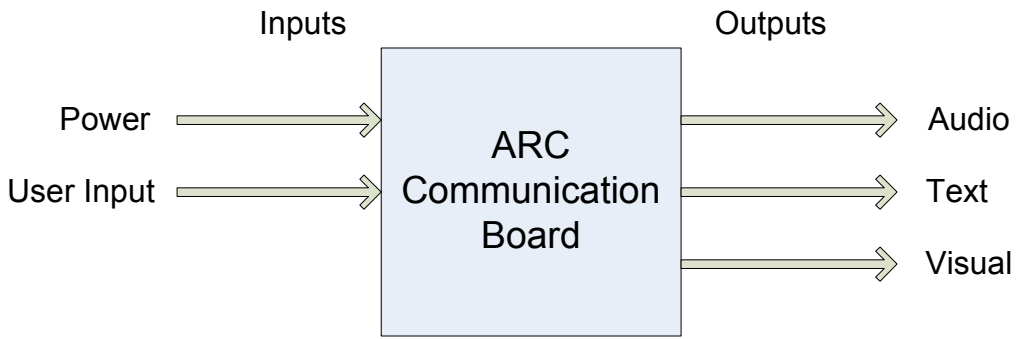 Inputs
Outputs
Power
User Input
ARC
Communication
Board
Audio
Text
Visual